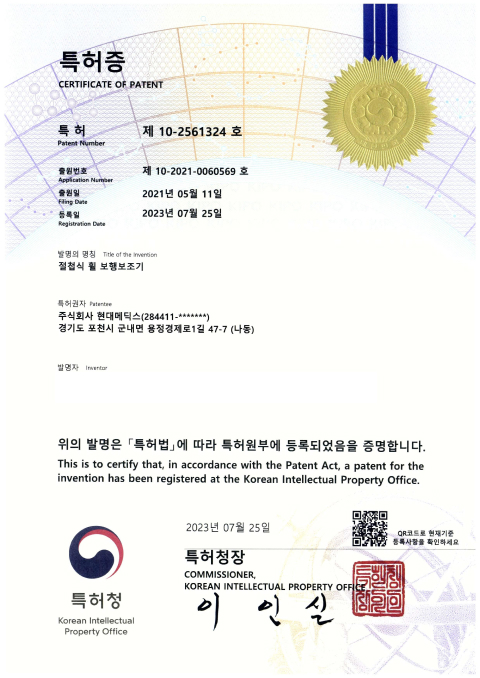 특허증
CERTIFICATE OF PATENT
특 허 제 10-2561324 호
Patent Number
출원번호 제 10-2021-0060569 호
Application Number
출원일 2021년 05월 11일
Filing Date
등록일 2023년 07월 25일
Registration Date
발명의 명칭 Title of the Invention
절첩식 휠 보행보조기
특허권자 Patentee
주식회사 현대메딕스(284411-*******)
경기도 포천시 군내면 용정경제로1길 47-7 (나동)
발명자 Inventor
위의 발명은 「특허법」에 따라 특허원부에 등록되었음을 증명합니다.
This is to certify that, in accordance with the Patent Act, a patent for the
invention has been registered at the Korean Intellectual Property Office.
2023년 07월 25일
QR코드로 현재기준
등록사항을 확인하세요
특허청장
COMMISSIONER,
KOREAN INTELLECTUAL PROPERTY OFFICE
이 인 실
특허청
Korean Intellectual
Property Office